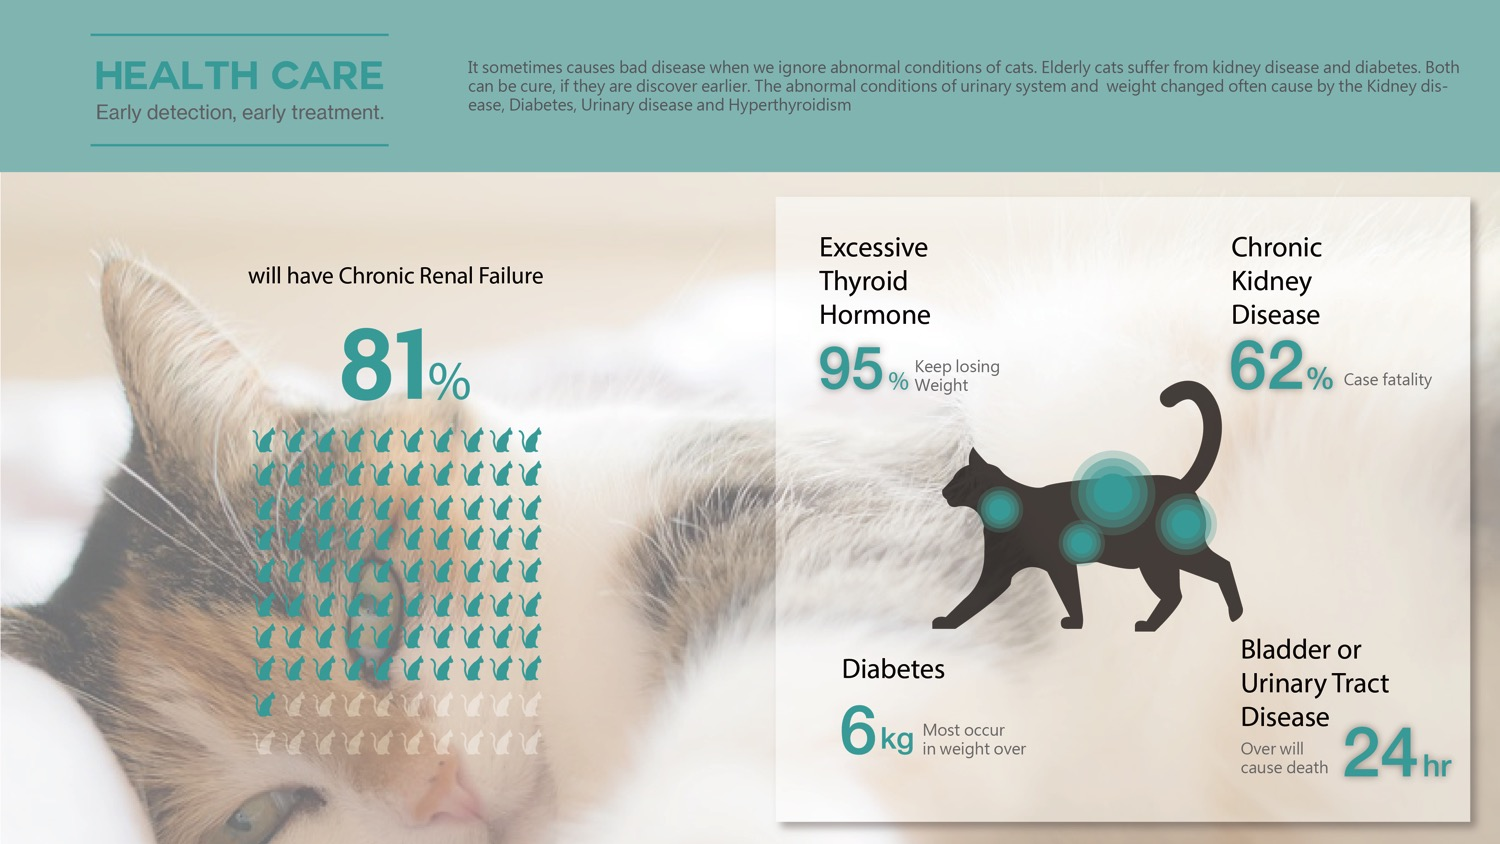 HEALTH CARE
Early detection, early treatment.
It sometimes causes bad disease when we ignore abnormal conditions of cats. Elderly cats suffer from kidney disease and diabetes. Both
can be cure, if they are discover earlier. The abnormal conditions of urinary system and  weight changed often cause by the Kidney dis-
ease, Diabetes, Urinary disease and Hyperthyroidism
will have Chronic Renal Failure
81%
Excessive
Thyroid
Hormone
95% Keep losing
Weight
Chronic
Kidney
Disease
62% Case fatality
Diabetes
6kg Most occur
in weight over
Bladder or
Urinary Tract
Disease
Over will
cause death 24hr